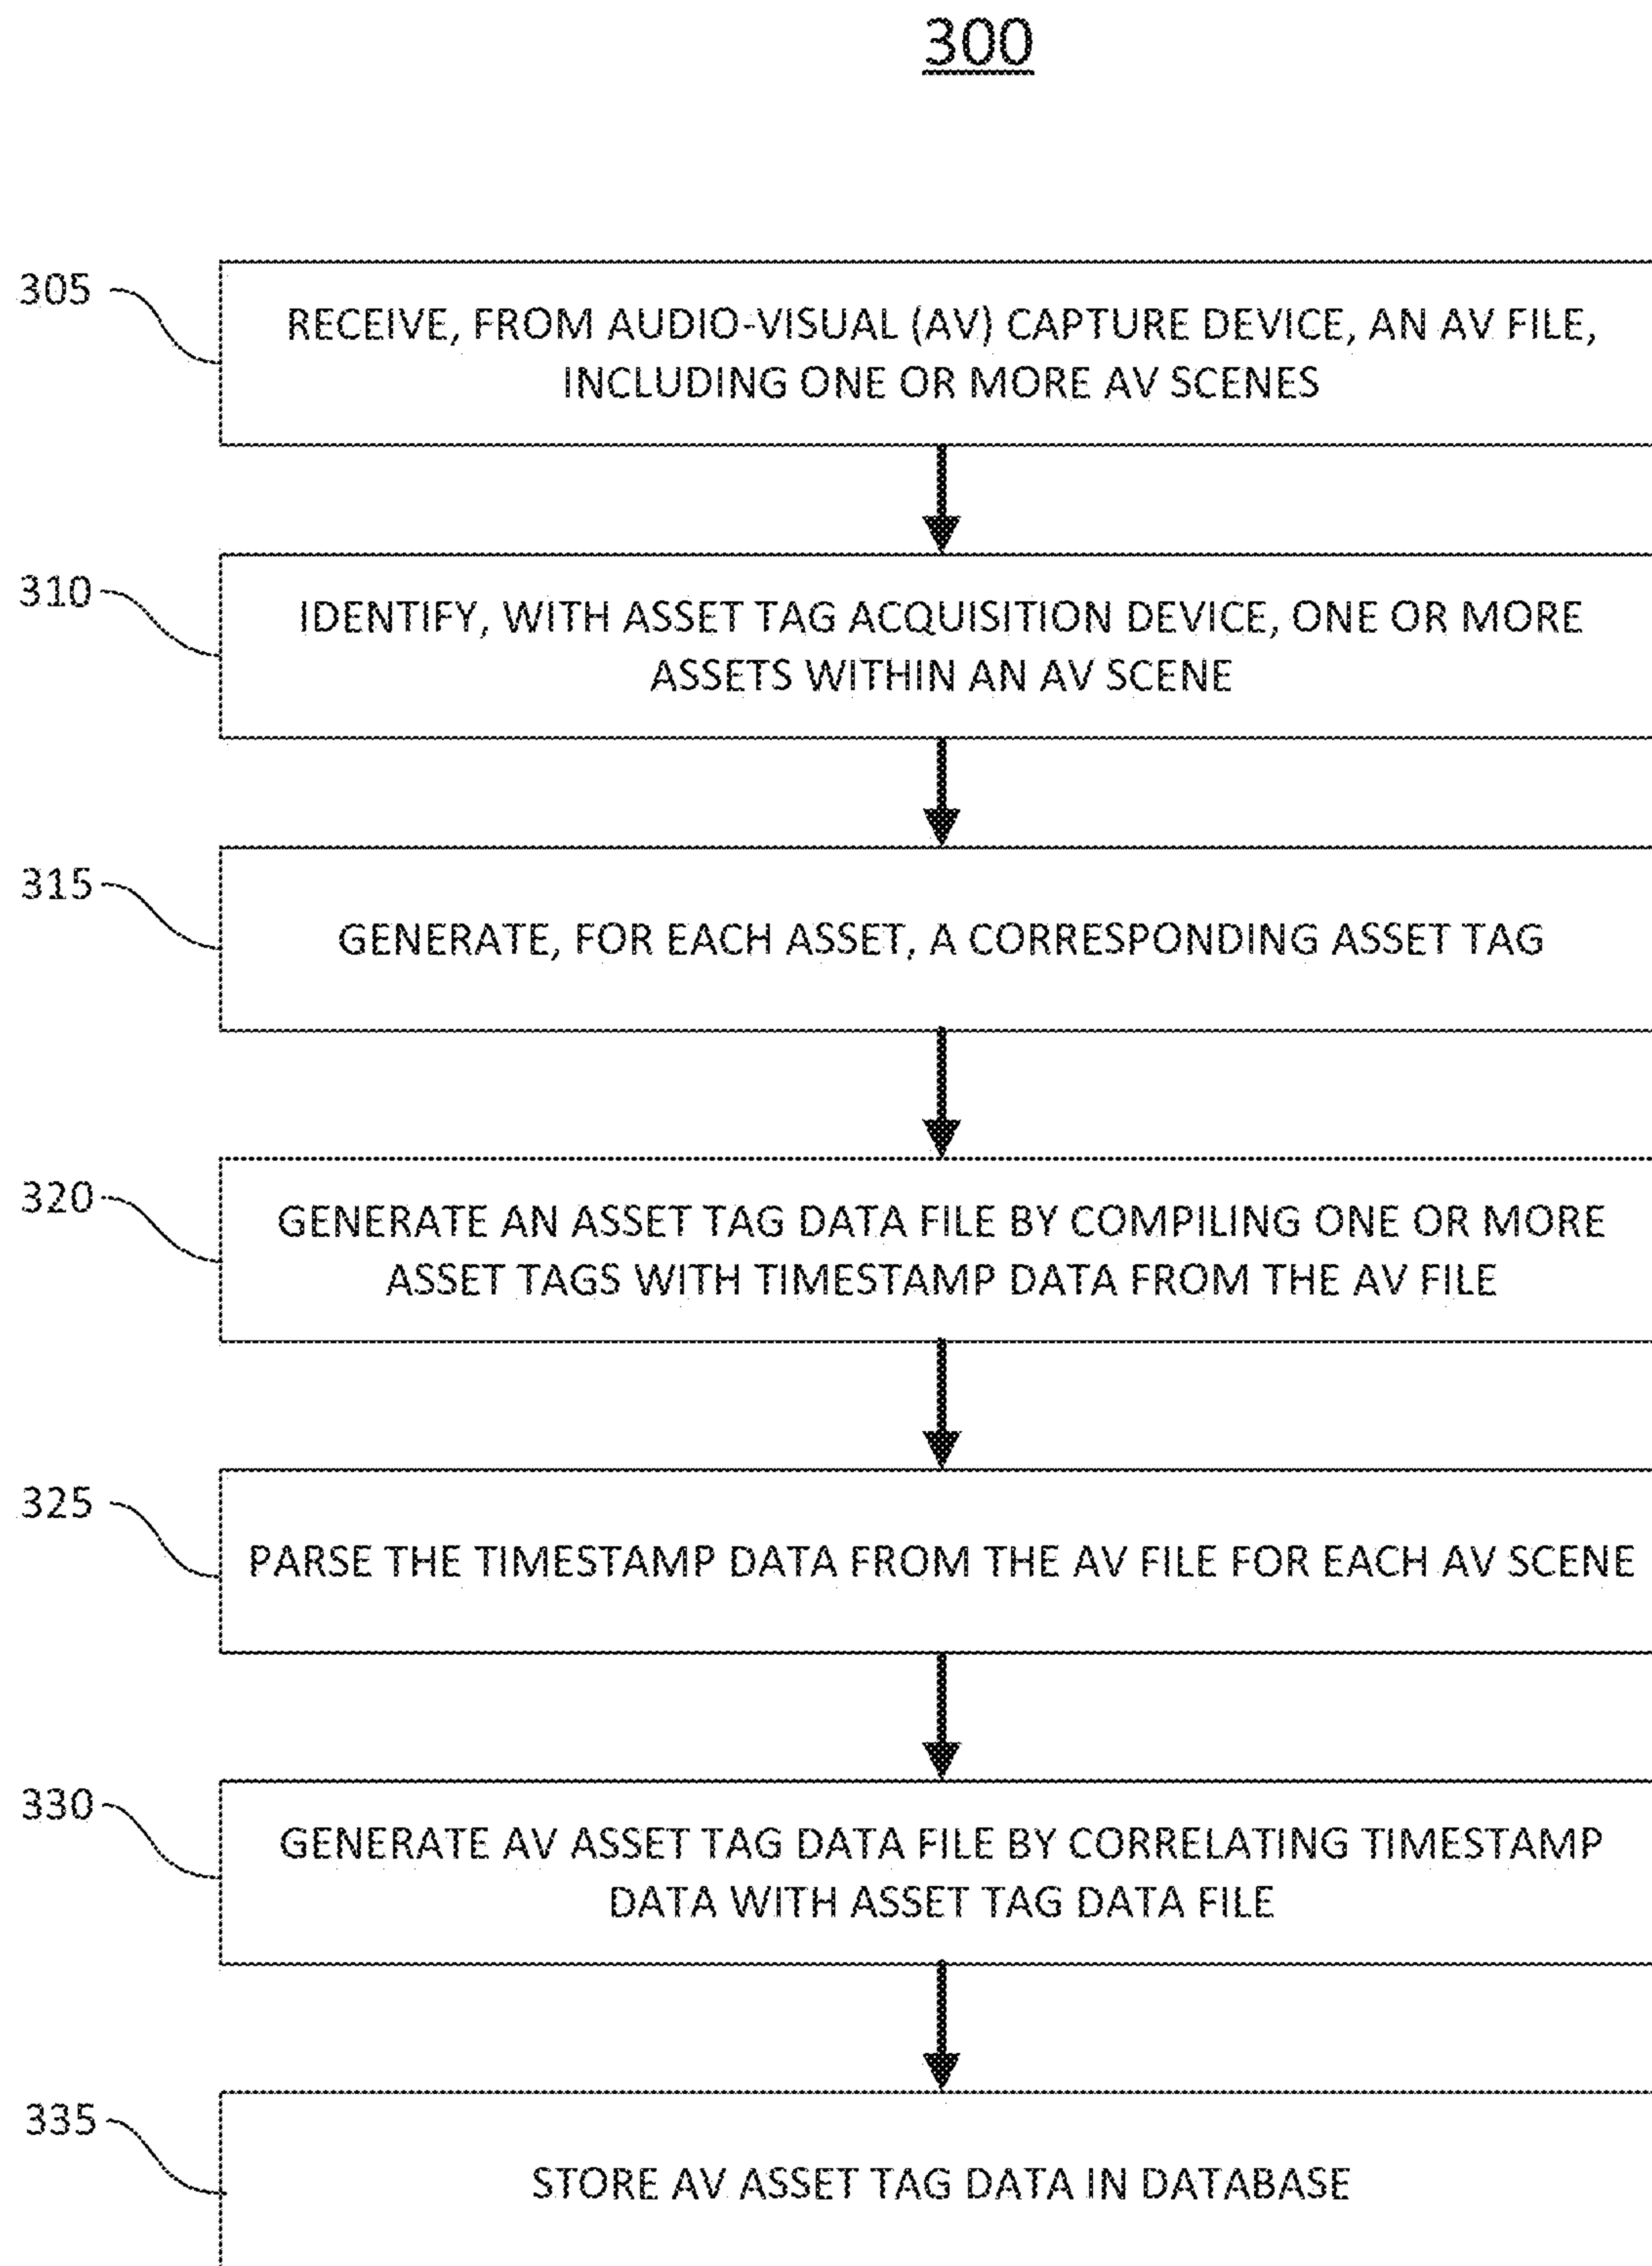 300
305
RECEIVE, FROM AUDIO-VISUAL (AV) CAPTURE DEVICE, AN AV FILE,
INCLUDING ONE OR MORE AV SCENES
310
IDENTIFY, WITH ASSET TAG ACQUISITION DEVICE, ONE OR MORE
ASSETS WITHIN AN AV SCENE
315
GENERATE, FOR EACH ASSET, A CORRESPONDING ASSET TAG
320
GENERATE AN ASSET TAG DATA FILE BY COMPILING ONE OR MORE
ASSET TAGS WITH TIMESTAMP DATA FROM THE AV FILE
325
PARSE THE TIMESTAMP DATA FROM THE AV FILE FOR EACH AV SCENE
330
GENERATE AV ASSET TAG DATA FILE BY CORRELATING TIMESTAMP
DATA WITH ASSET TAG DATA FILE
335
STORE AV ASSET TAG DATA IN DATABASE